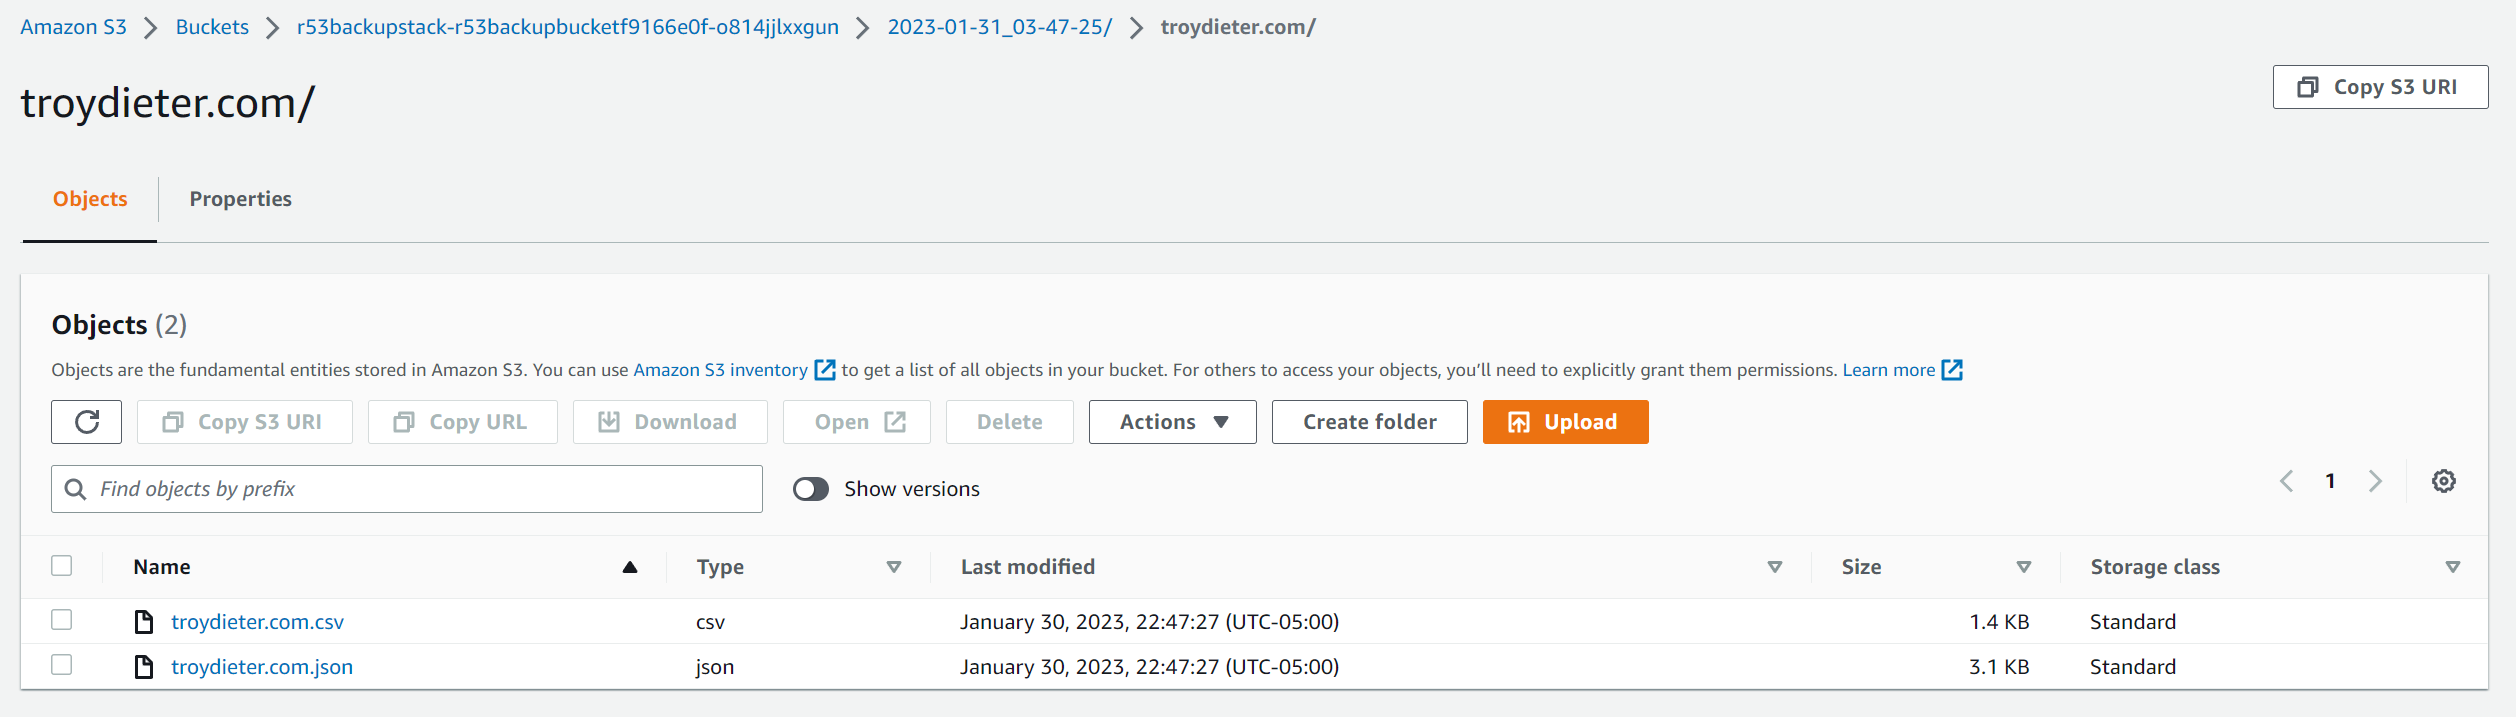 Amazon S3 Buckets r53backupstack-r53backupbucketf9166e0f-o814jjlxxgun 2023-01-31_03-47-25/ troydieter.com/
troydieter.com/
Copy S3 URI
Objects Properties
Objects (2)
Objects are the fundamental entities stored in Amazon S3. You can use Amazon S3 inventory to get a list of all objects in your bucket. For others to access your objects, you’ll need to explicitly grant them permissions. Learn more
Copy S3 URI Copy URL Download Open Delete Actions Create folder Upload
Find objects by prefix Show versions 1
Name Type Last modified Size Storage class
troydieter.com.csv csv January 30, 2023, 22:47:27 (UTC-05:00) 1.4 KB Standard
troydieter.com.json json January 30, 2023, 22:47:27 (UTC-05:00) 3.1 KB Standard